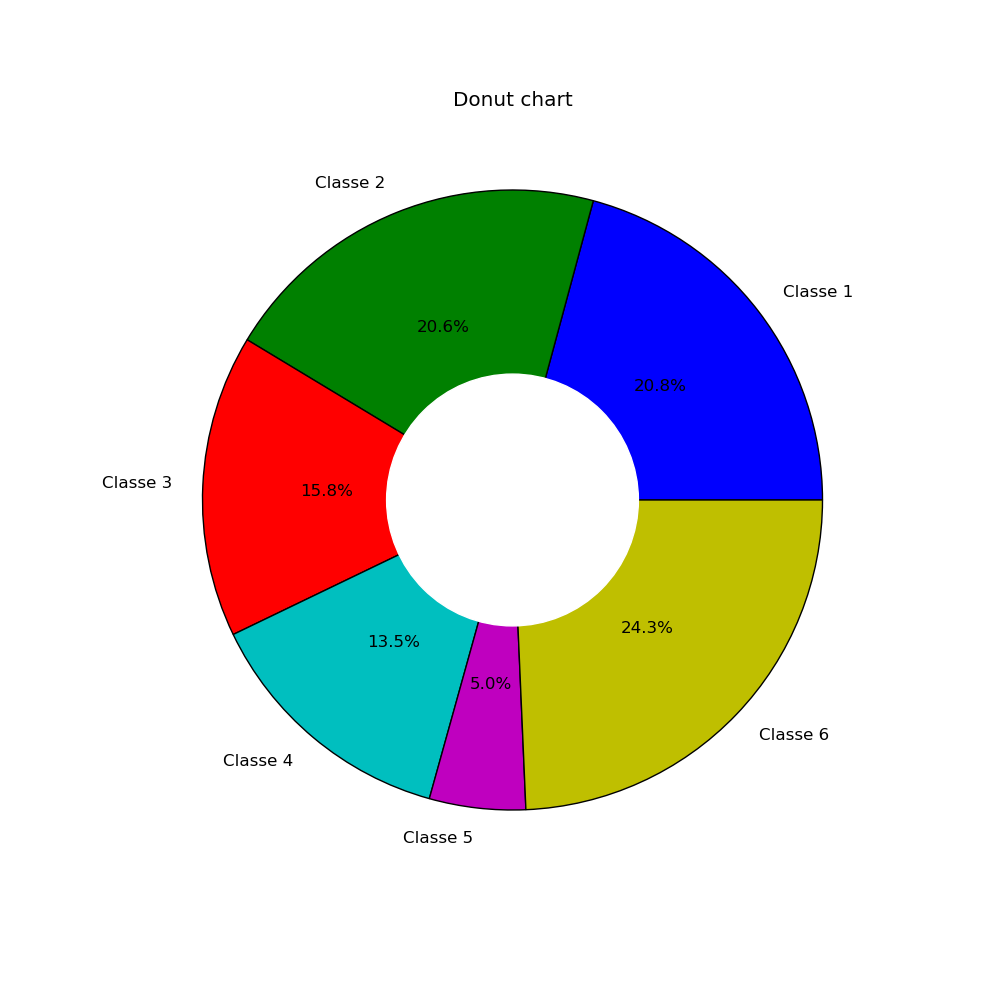 Donut chart
Classe 2
Classe 1
20.6%
20.8%
Classe 3
15.8%
13.5%
24.3%
5.0%
Classe 6
Classe 4
Classe 5